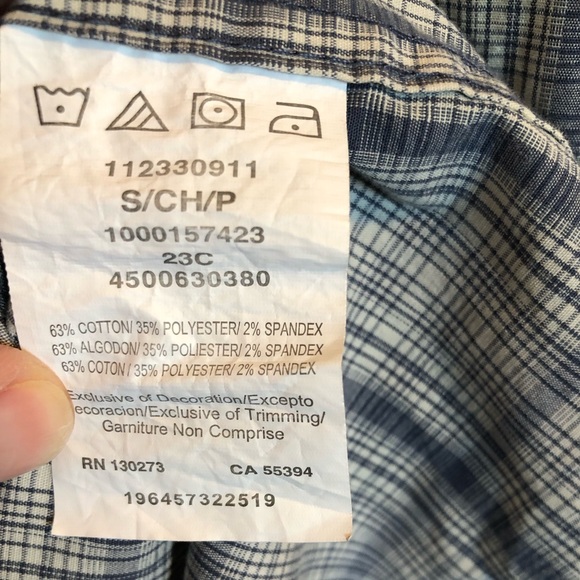 112330911
S/CH/P
1000157423
23C
4500630380
63% COTTON/ 35% POLYESTER/ 2% SPANDEX
63% ALGODON/ 35% POLIESTER/ 2% SPANDEX
63% COTON/ 35% POLYESTER/ 2% SPANDEX
Exclusive of Decoration/Excepto
ecoracion/Exclusive of Trimming/
Garniture Non Comprise
RN 130273 CA 55394
196457322519